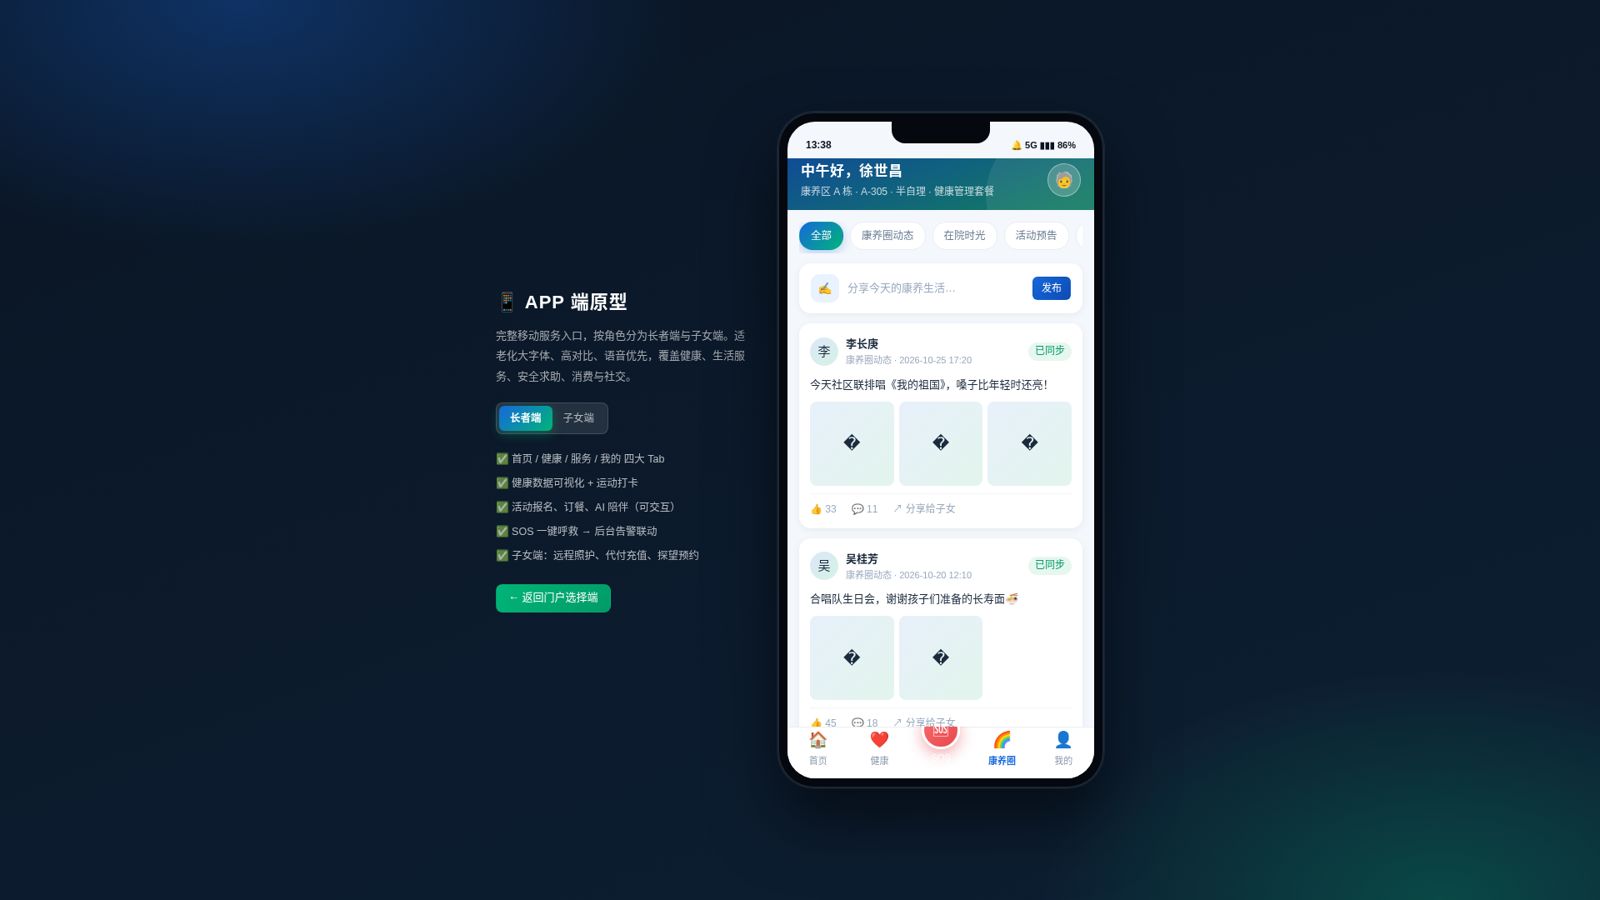 📱 APP 端原型
完整移动服务入口，按角色分为长者端与子女端。适
老化大字体、高对比、语音优先，覆盖健康、生活服
务、安全求助、消费与社交。
长者端 子女端
✅ 首页 / 健康 / 服务 / 我的 四大 Tab
✅ 健康数据可视化 + 运动打卡
✅ 活动报名、订餐、AI 陪伴（可交互）
✅ SOS 一键呼救 → 后台告警联动
✅ 子女端：远程照护、代付充值、探望预约
← 返回门户选择端
13:38
🔔 5G ▮▮▮ 86%
中午好，徐世昌
康养区 A 栋 · A-305 · 半自理 · 健康管理套餐
全部 康养圈动态 在院时光 活动预告
✍️ 分享今天的康养生活… 发布
李
李长庚
康养圈动态 · 2026-10-25 17:20
已同步
今天社区联排唱《我的祖国》，嗓子比年轻时还亮！
� � �
👍 33 💬 11 ↗ 分享给子女
吴
吴桂芳
康养圈动态 · 2026-10-20 12:10
已同步
合唱队生日会，谢谢孩子们准备的长寿面🍜
� �
👍 45 💬 18 ↗ 分享给子女
SOS
首页 健康 康养圈 我的